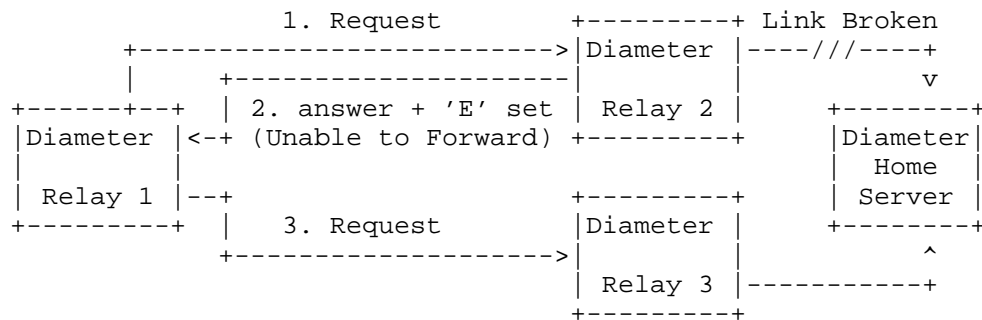 1. Request
Link Broken
Diameter
2. answer + 'E' set
Relay 2
Diameter
(Unable to Forward)
Diameter
Home
Relay 1
Server
3. Request
Diameter
Relay 3